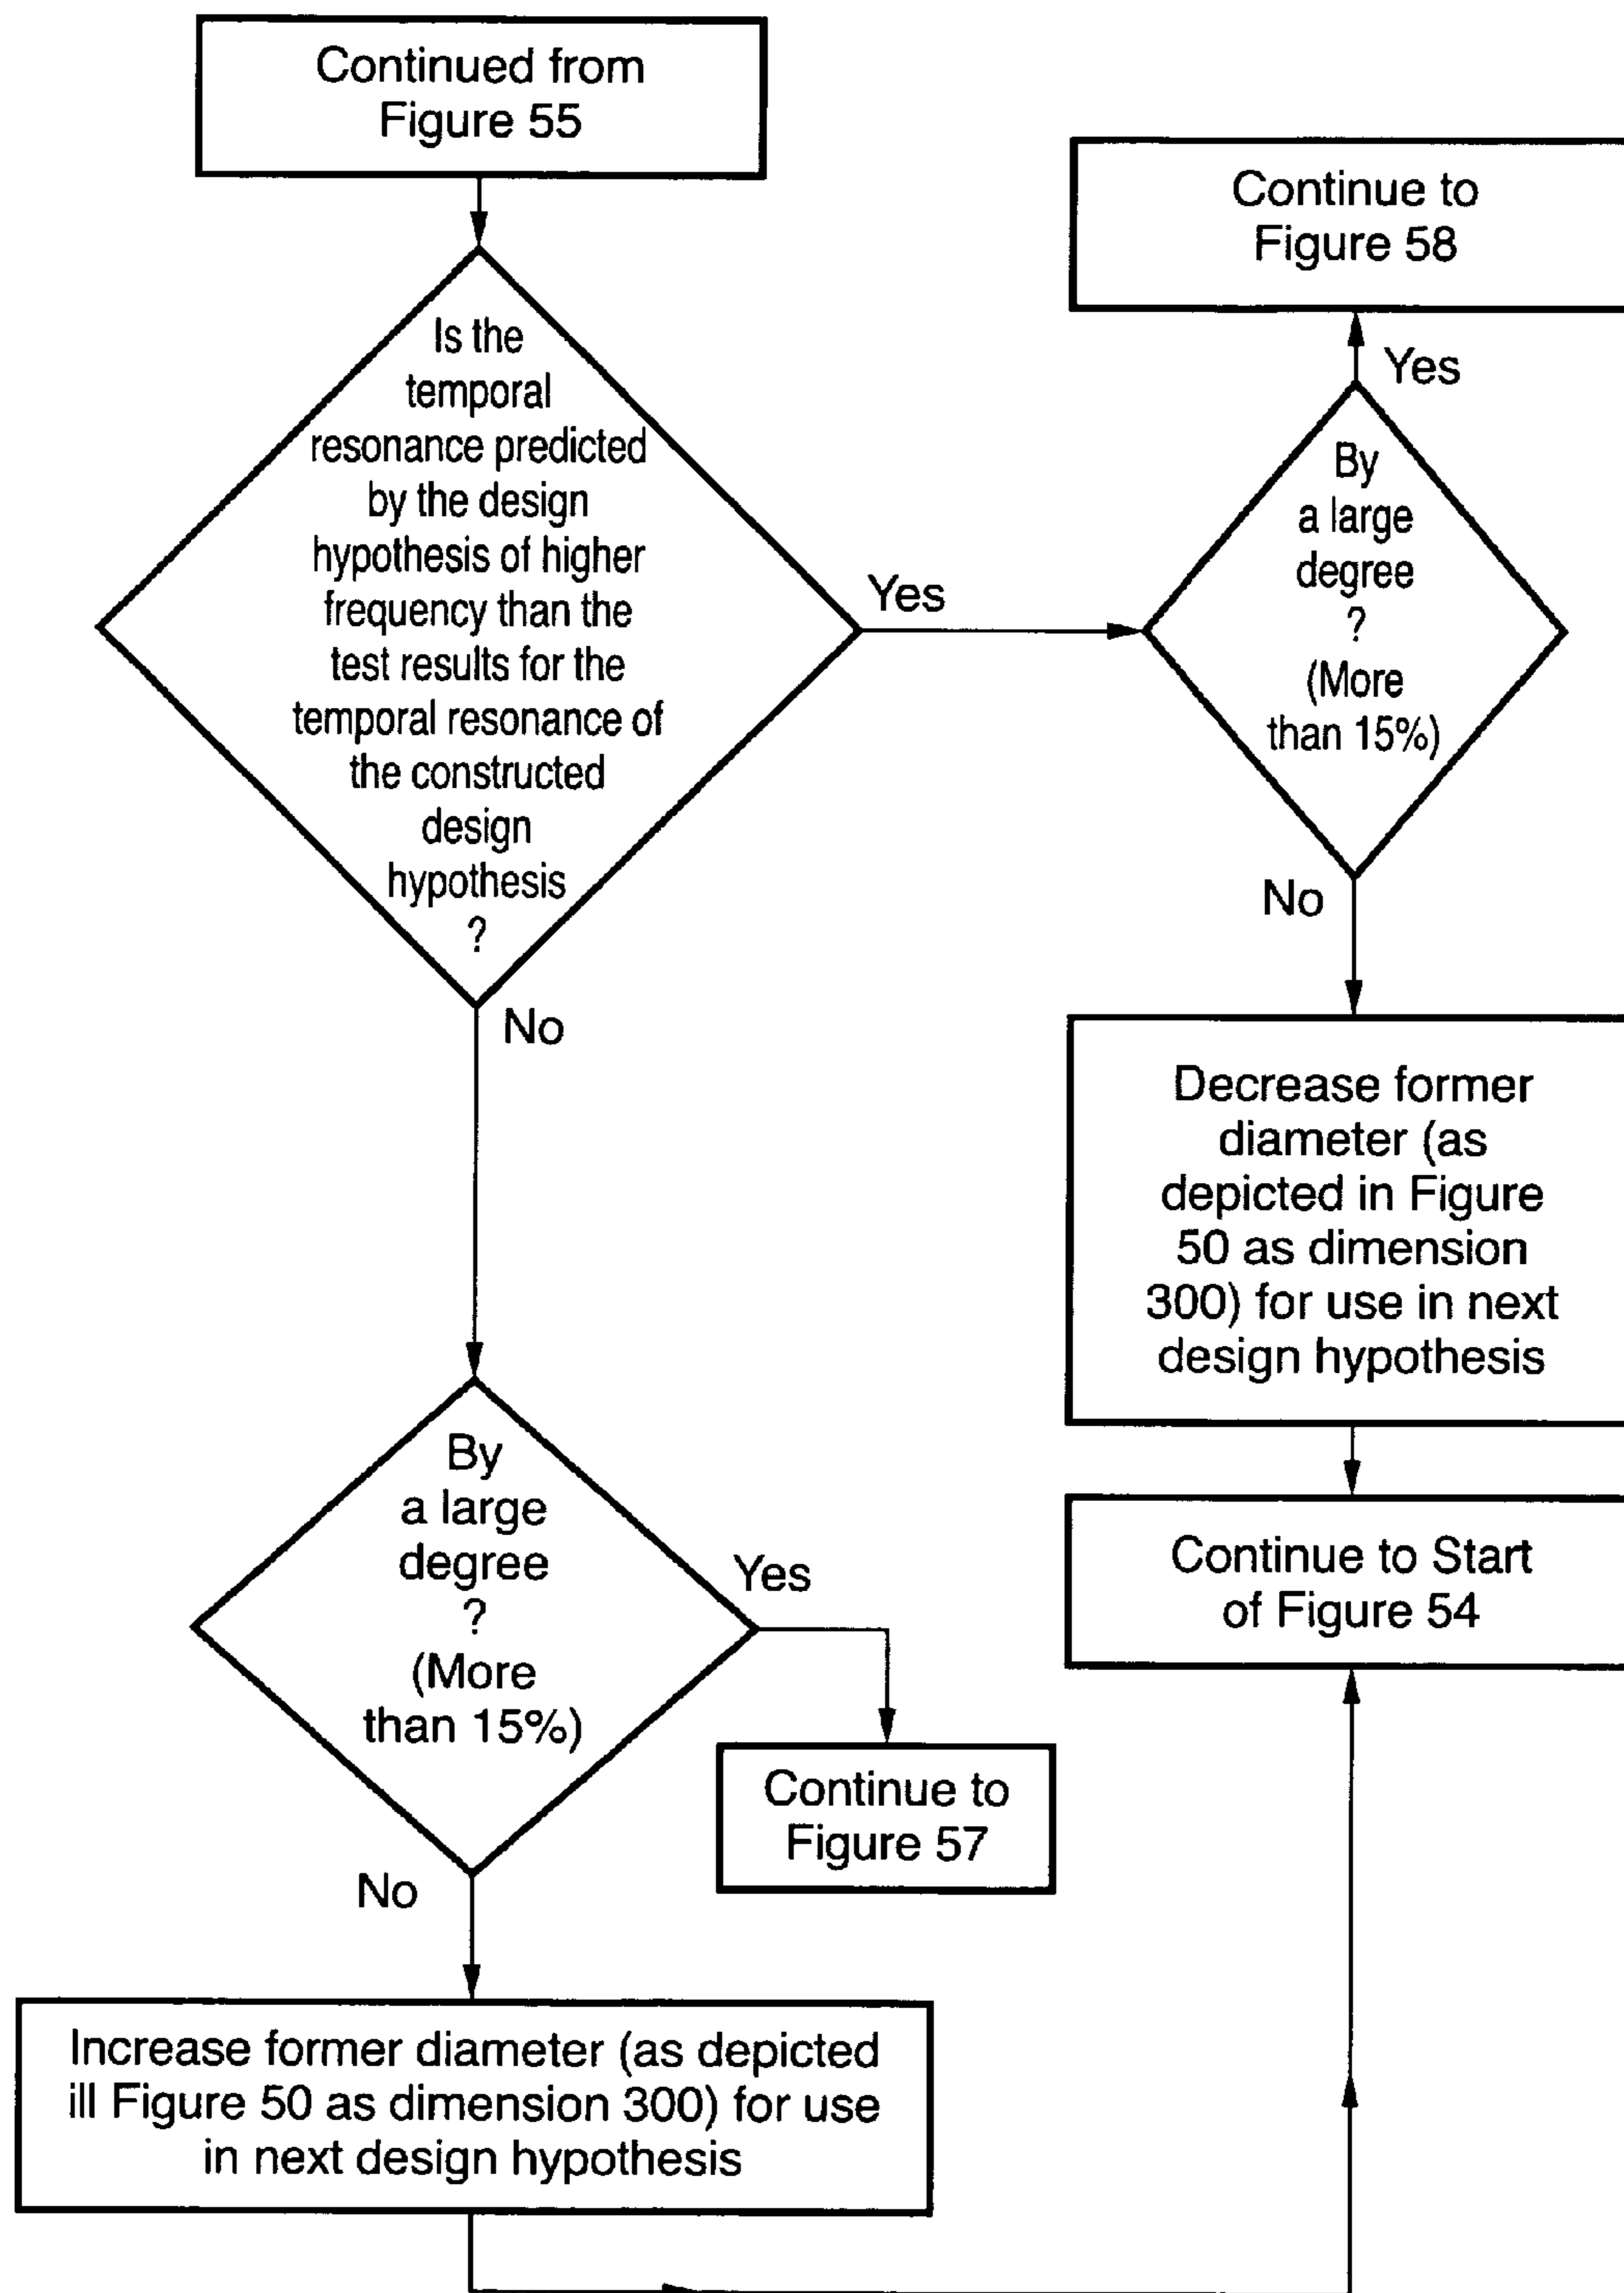 Continued from
Figure 55
Is the
temporal
resonance predicted
by the design
hypothesis of higher
frequency than the
test results for the
temporal resonance of
the constructed
design
hypothesis
?
Yes
No
Continue to
Figure 58
Yes
By
a large
degree
?
(More
than 15%)
No
Decrease former
diameter (as
depicted in Figure
50 as dimension
300) for use in next
design hypothesis
Continue to Start
of Figure 54
By
a large
degree
?
(More
than 15%)
Yes
No
Continue to
Figure 57
Increase former diameter (as depicted
ill Figure 50 as dimension 300) for use
in next design hypothesis